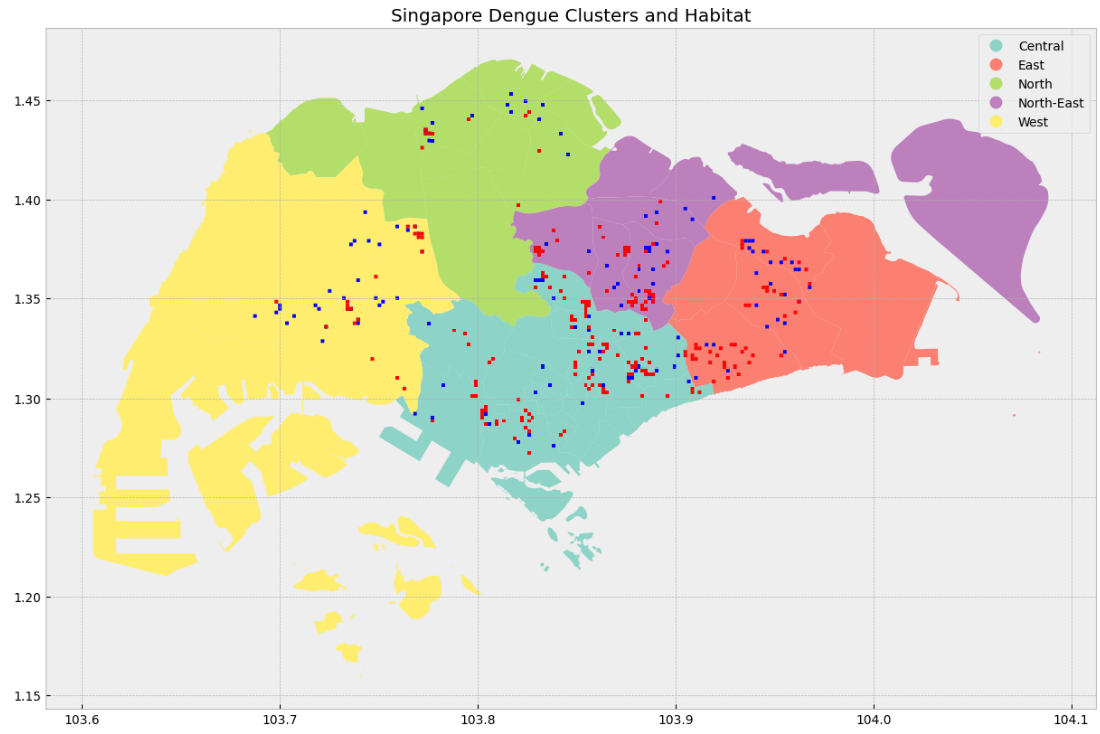 Singapore Dengue Clusters and Habitat
Central
East
North
North-East
West
1.45
1.40
1.35
1.30
1.25
1.20
1.15
103.6
103.7
103.8
103.9
104.0
104.1